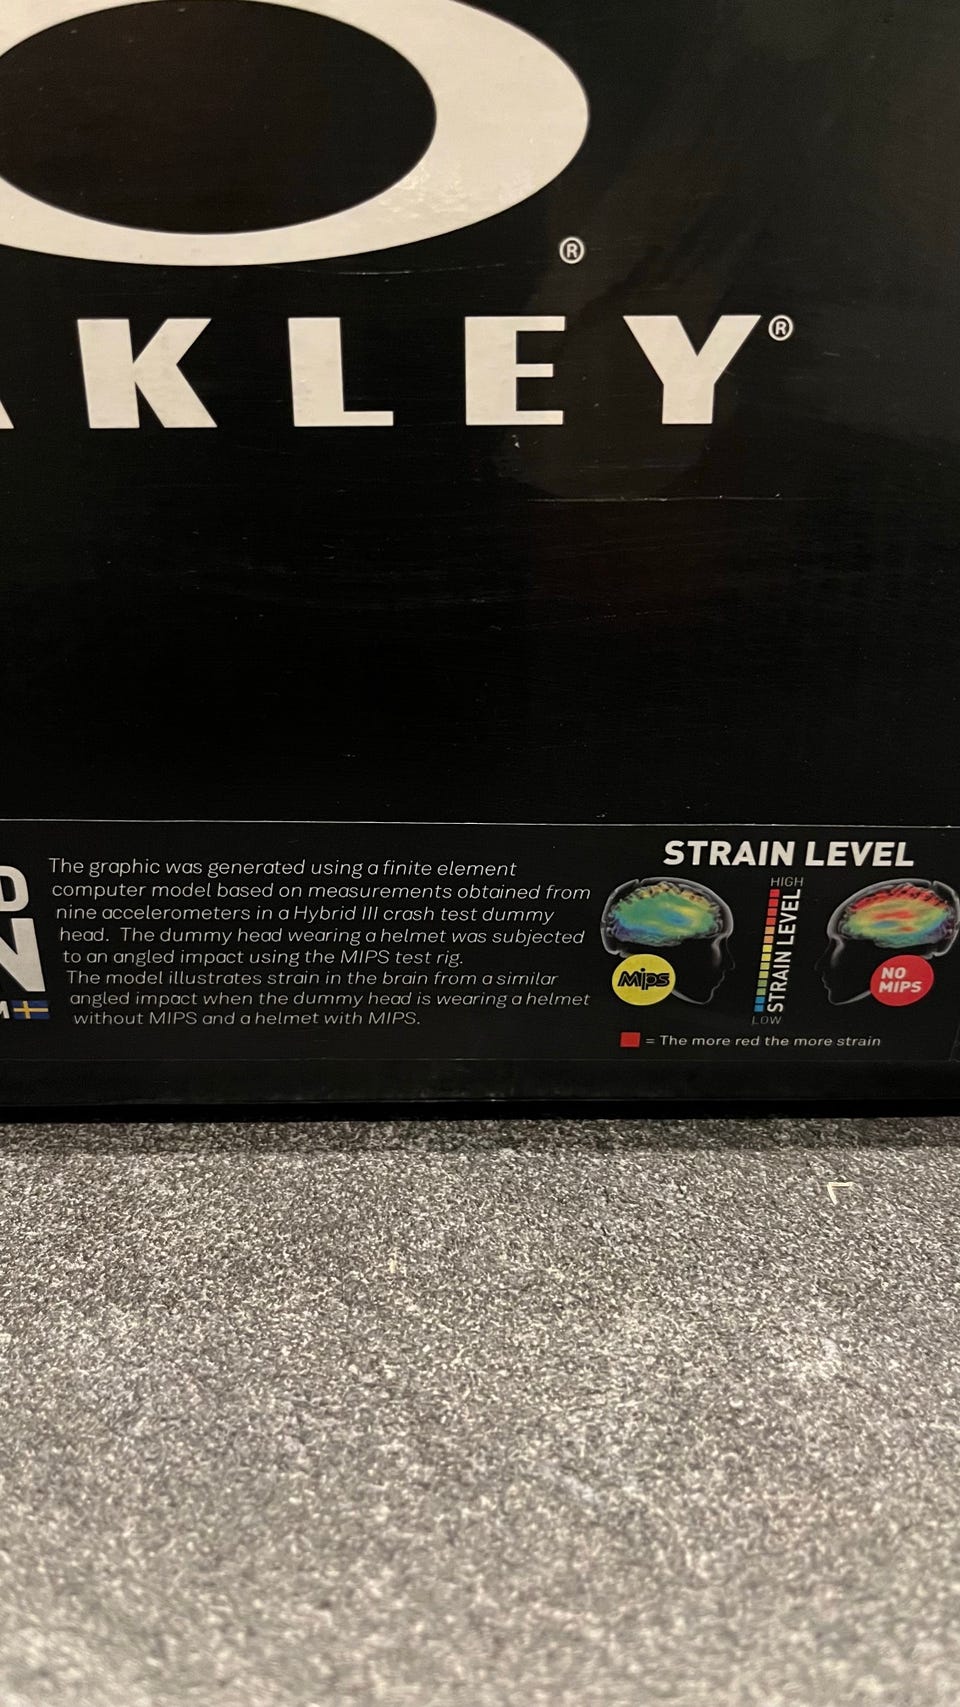 ®
AKLEY®
D
N
M
The graphic was generated using a finite element
computer model based on measurements obtained from
nine accelerometers in a Hybrid III crash test dummy
head. The dummy head wearing a helmet was subjected
to an angled impact using the MIPS test rig.
The model illustrates strain in the brain from a similar
angled impact when the dummy head is wearing a helmet
without MIPS and a helmet with MIPS.
STRAIN LEVEL
HIGH
STRAIN LEVEL
LOW
Mips
NO
MIPS
= The more red the more strain